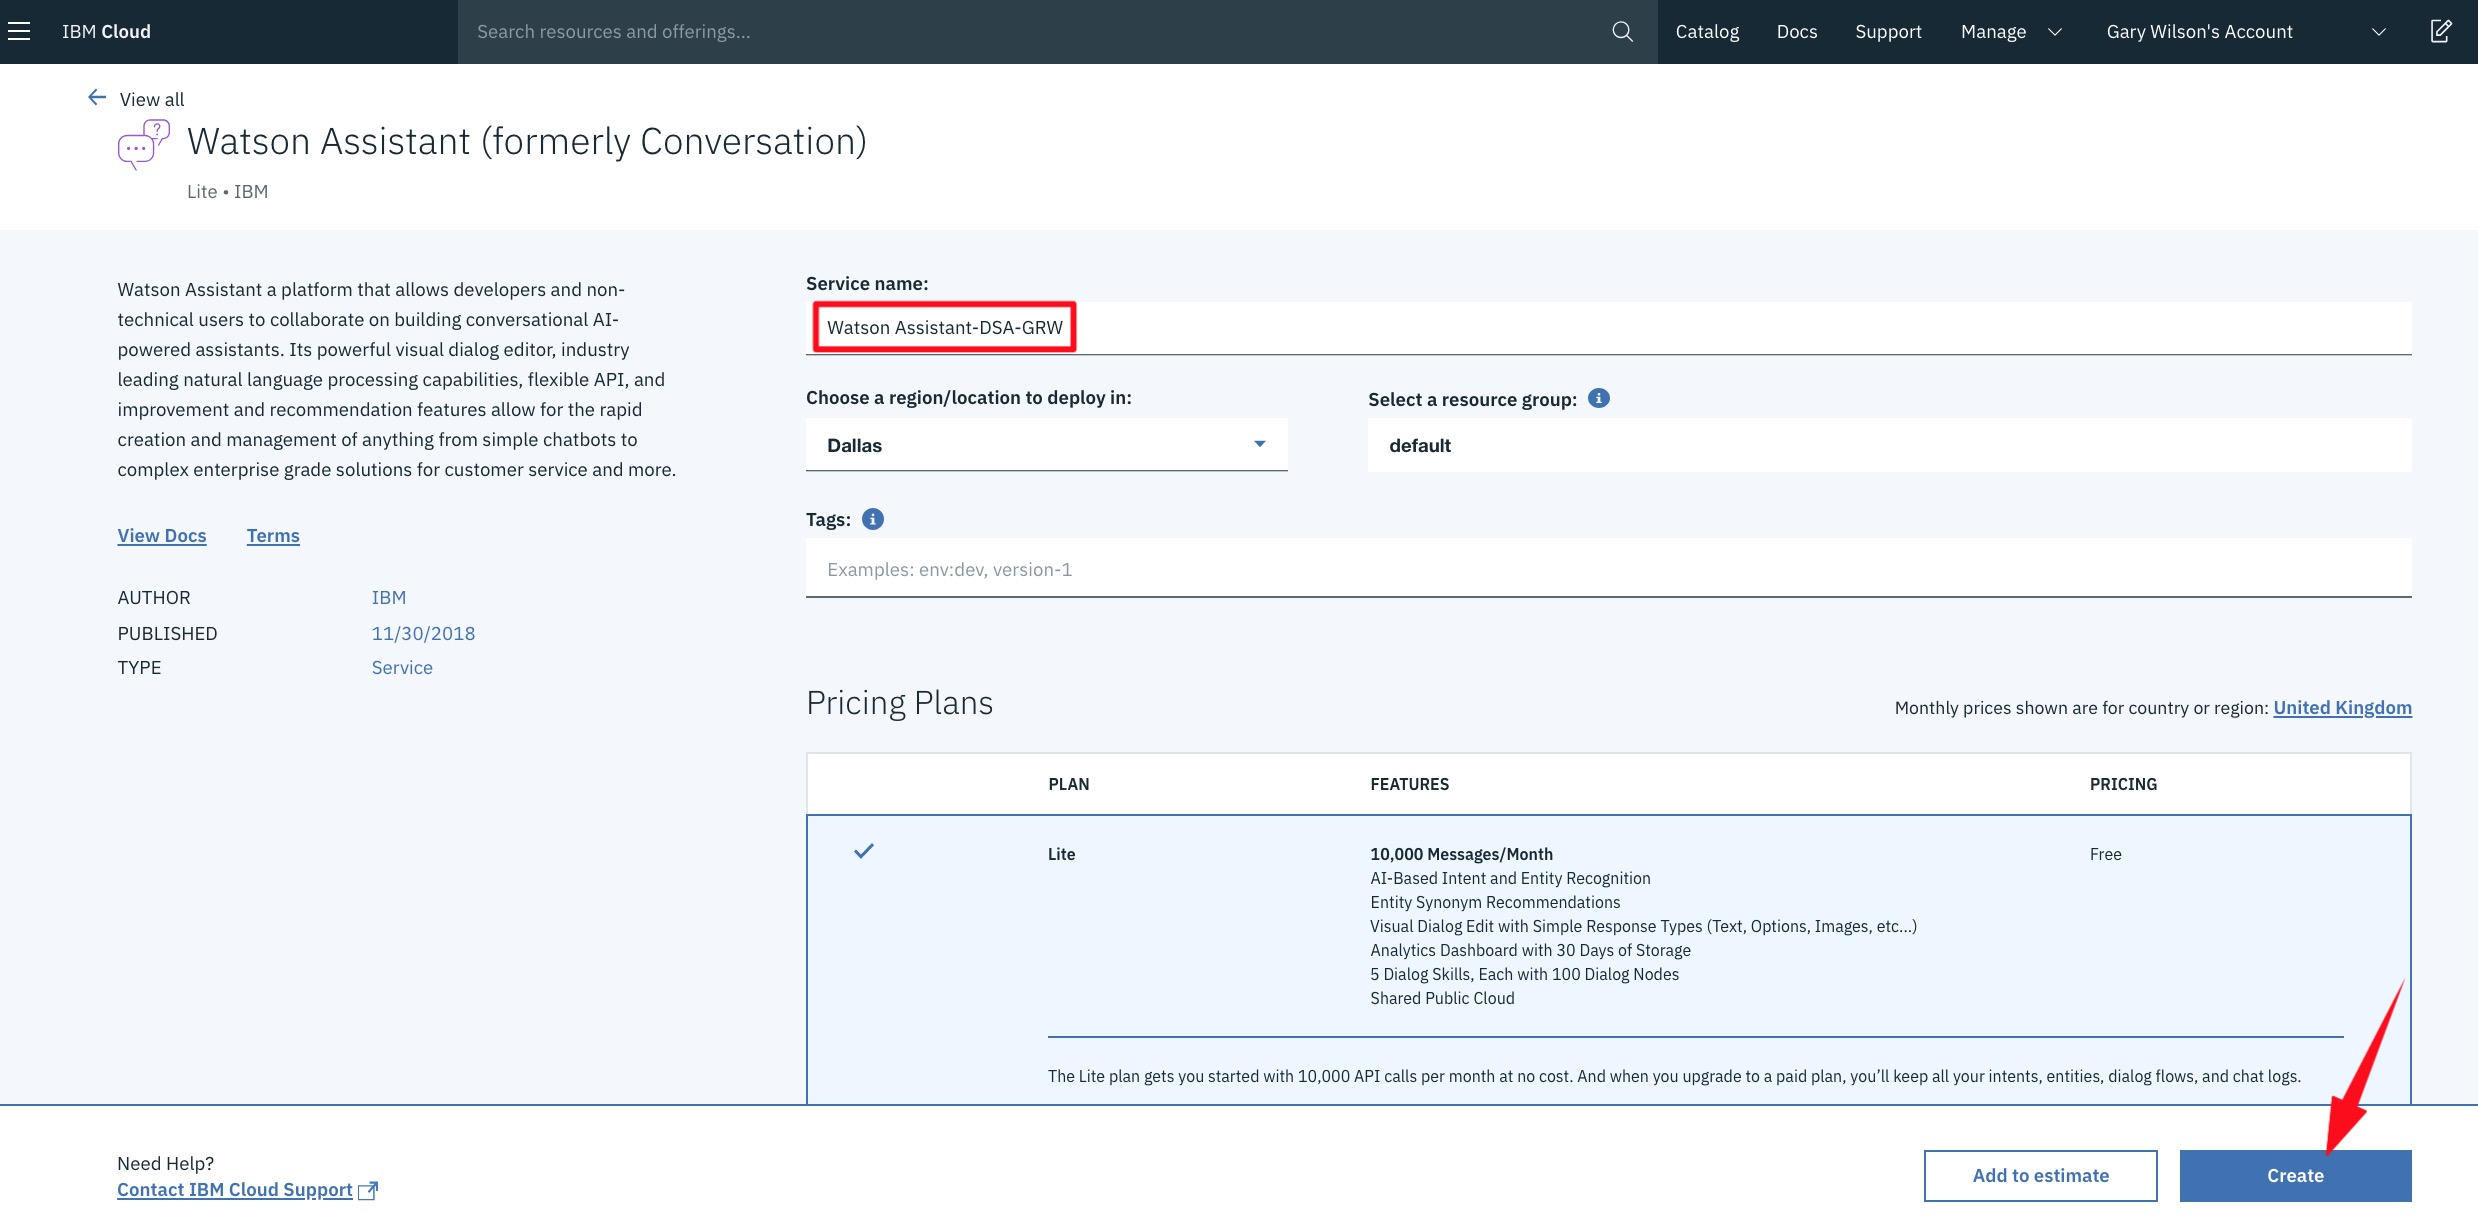 IBM Cloud
Search resources and offerings...
Catalog
Docs
Support
Manage
Gary Wilson's Account
View all
Watson Assistant (formerly Conversation)
Lite • IBM
Watson Assistant a platform that allows developers and non-
technical users to collaborate on building conversational AI-
powered assistants. Its powerful visual dialog editor, industry
leading natural language processing capabilities, flexible API, and
improvement and recommendation features allow for the rapid
creation and management of anything from simple chatbots to
complex enterprise grade solutions for customer service and more.
View Docs
Terms
AUTHOR IBM
PUBLISHED 11/30/2018
TYPE Service
Service name:
Watson Assistant-DSA-GRW
Choose a region/location to deploy in:
Dallas
Select a resource group:
default
Tags:
Examples: env:dev, version-1
Pricing Plans
Monthly prices shown are for country or region: United Kingdom
PLAN FEATURES PRICING
Lite
10,000 Messages/Month
AI-Based Intent and Entity Recognition
Entity Synonym Recommendations
Visual Dialog Edit with Simple Response Types (Text, Options, Images, etc...)
Analytics Dashboard with 30 Days of Storage
5 Dialog Skills, Each with 100 Dialog Nodes
Shared Public Cloud
Free
The Lite plan gets you started with 10,000 API calls per month at no cost. And when you upgrade to a paid plan, you’ll keep all your intents, entities, dialog flows, and chat logs.
Need Help?
Contact IBM Cloud Support
Add to estimate
Create